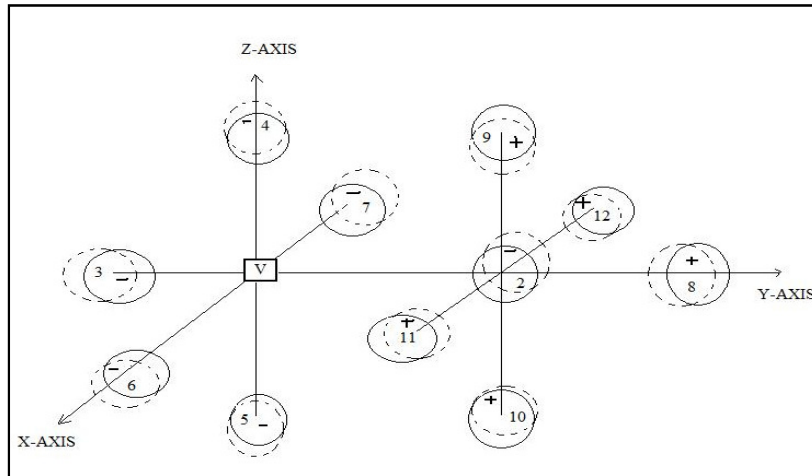 Z-AXIS
- 4
9 +
- 7
+ 12
3 -
V
- 2
+ 8
Y-AXIS
+ 11
- 6
5 -
+ 10
X-AXIS